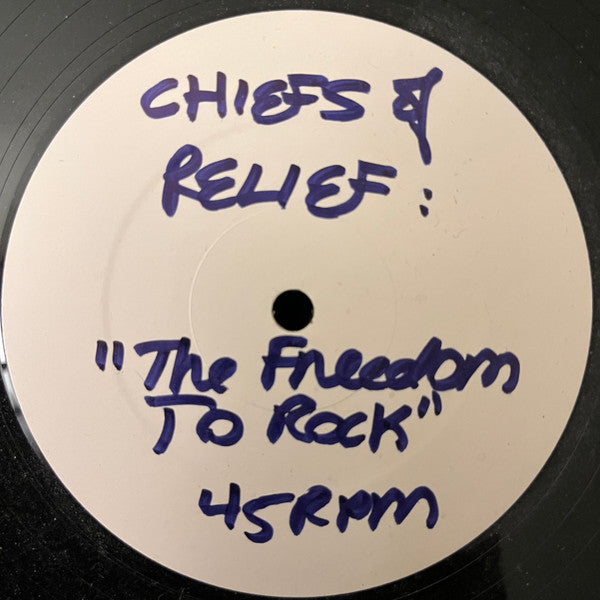 CHIEFS &
RELIEF:
"The Freedom
To Rock"
45RPM